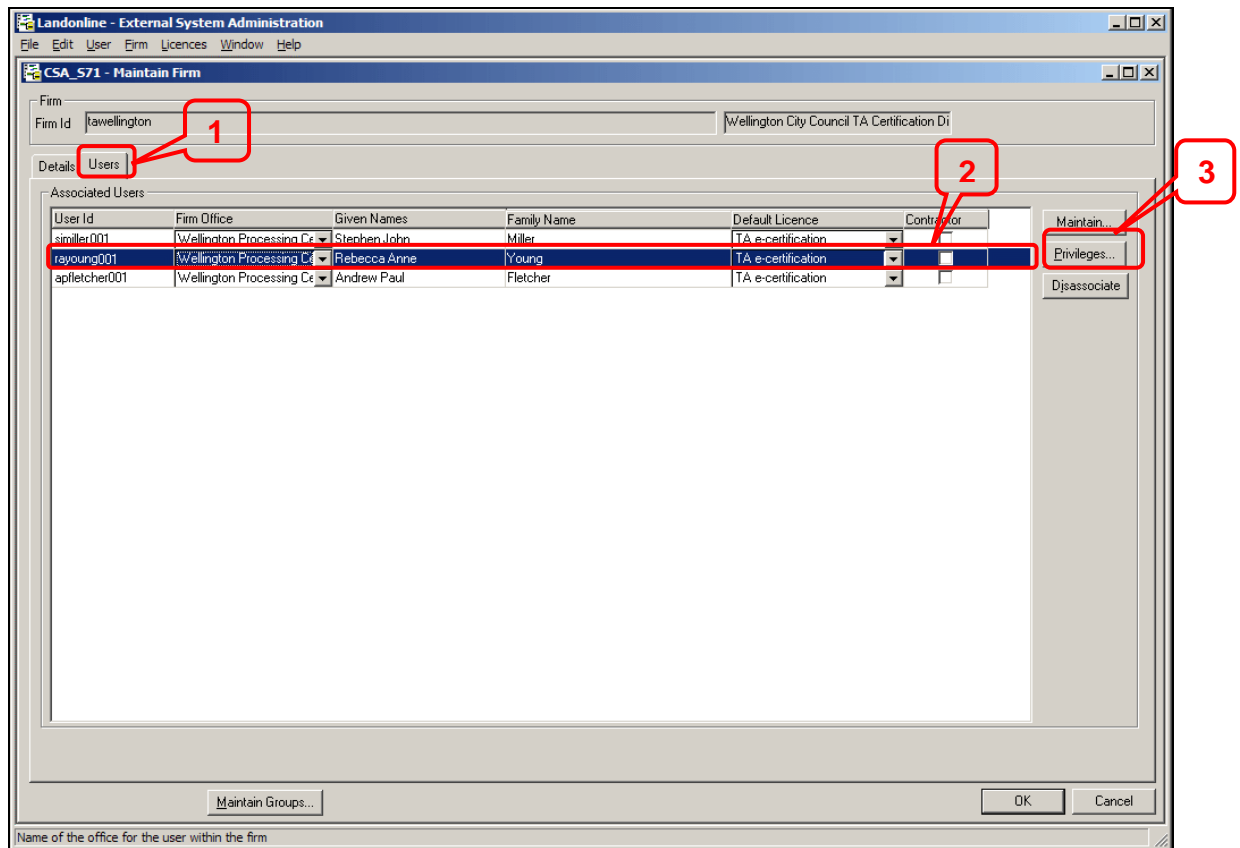 Landonline - External System Administration
File Edit User Firm Licences Window Help
CSA_S71 - Maintain Firm
Firm
Firm Id tawellington Wellington City Council TA Certification Di
1
2
3
Details Users
Associated Users
User Id Firm Office Given Names Family Name Default Licence Contractor
similler001 Wellington Processing Ce Stephen John Miller TA e-certification
rayoung001 Wellington Processing Ce Rebecca Anne Young TA e-certification
apfletcher001 Wellington Processing Ce Andrew Paul Fletcher TA e-certification
Maintain...
Privileges...
Disassociate
Maintain Groups...
OK Cancel
Name of the office for the user within the firm